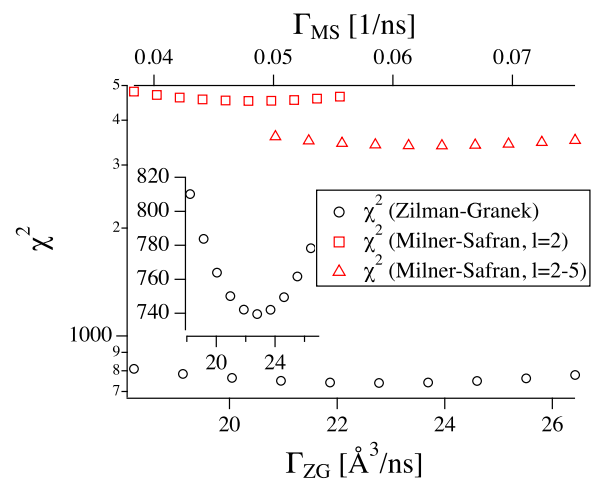 Γ_MS [1/ns]
0.04 0.05 0.06 0.07
5
4
3
2
1000
9
8
7
χ²
820
800
780
760
740
20 24
χ² (Zilman-Granek)
χ² (Milner-Safran, l=2)
χ² (Milner-Safran, l=2-5)
20 22 24 26
Γ_ZG [Å³/ns]